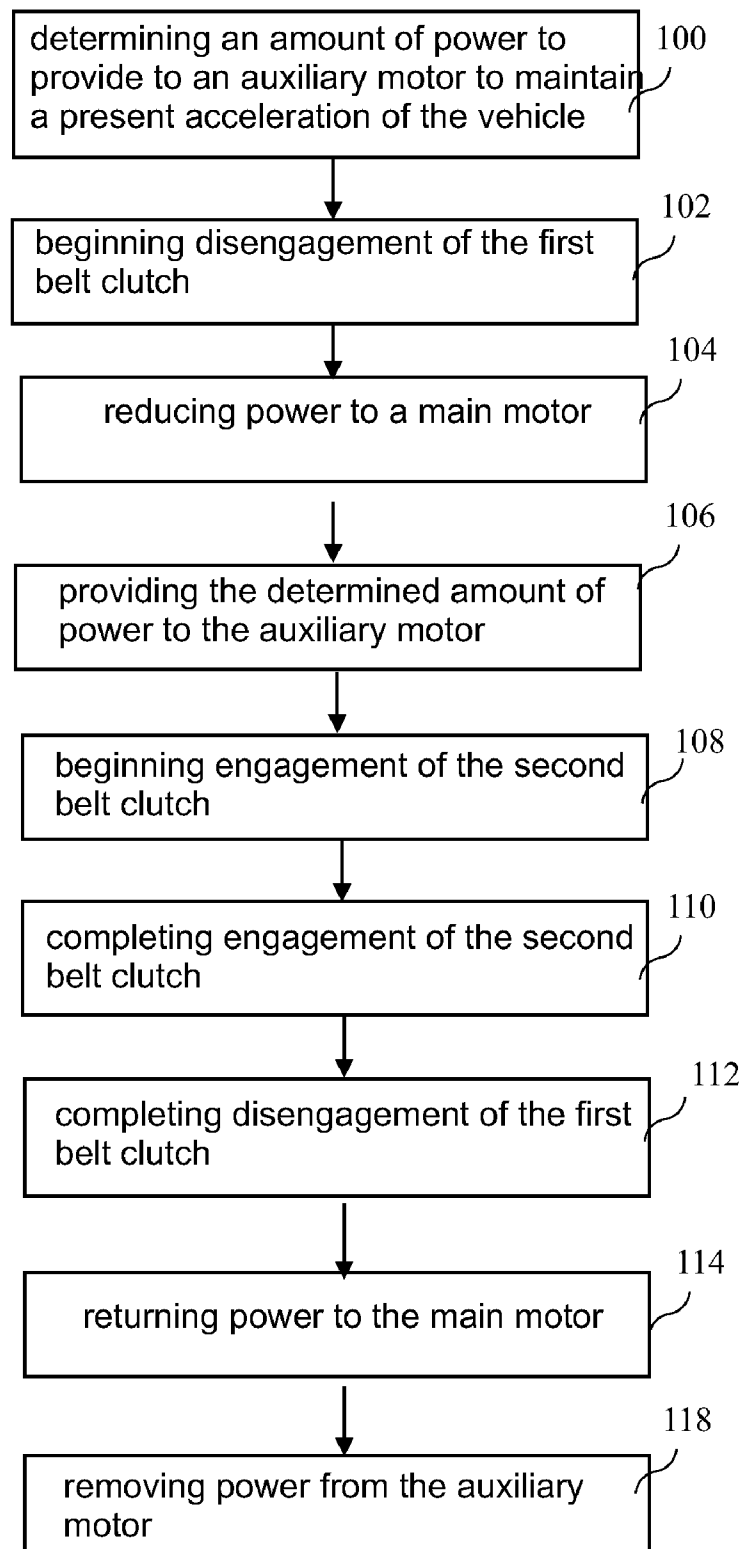 determining an amount of power to
provide to an auxiliary motor to maintain
a present acceleration of the vehicle
100
beginning disengagement of the first
belt clutch
102
reducing power to a main motor
104
providing the determined amount of
power to the auxiliary motor
106
beginning engagement of the second
belt clutch
108
completing engagement of the second
belt clutch
110
completing disengagement of the first
belt clutch
112
returning power to the main motor
114
removing power from the auxiliary
motor
118